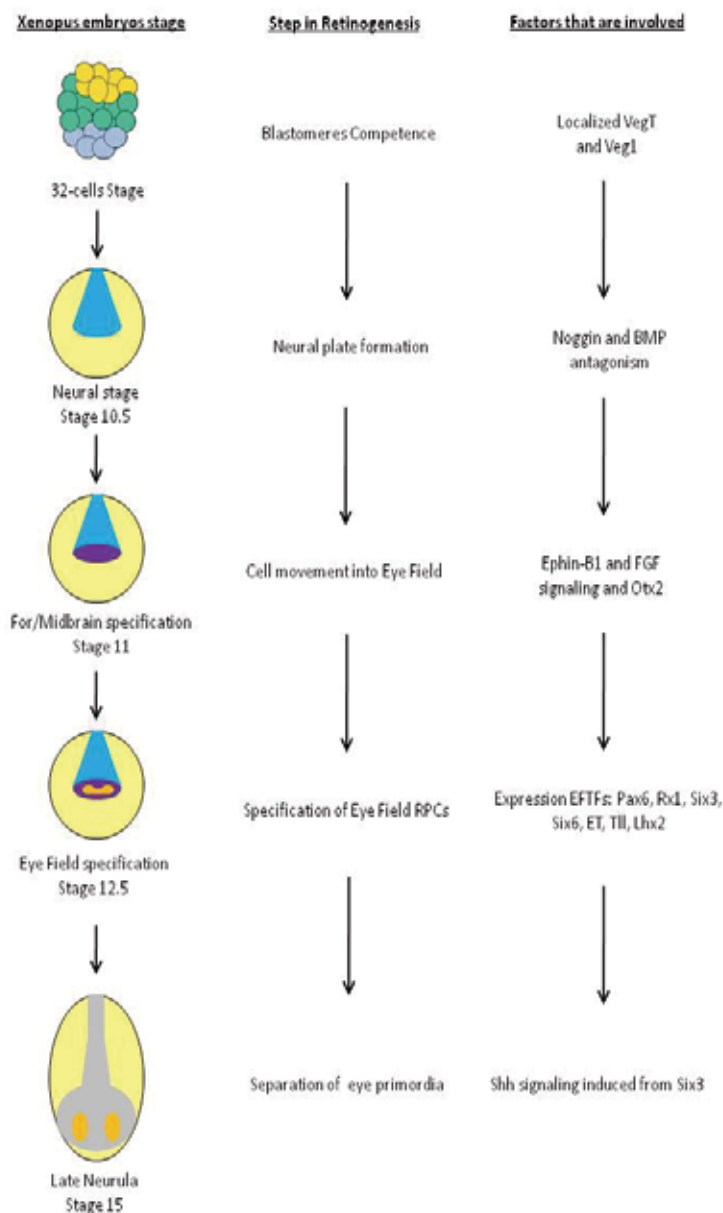 Xenopus embryos stage
Step in Retinogenesis
Factors that are involved
32-cells Stage
Blastomeres Competence
Localized VegT
and Veg1
Neural stage
Stage 10.5
Neural plate formation
Noggin and BMP
antagonism
For/Midbrain specification
Stage 11
Cell movement into Eye Field
Ephin-B1 and FGF
signaling and Otx2
Eye Field specification
Stage 12.5
Specification of Eye Field RPCs
Expression EFTFs: Pax6, Rx1, Six3,
Six6, ET, Tll, Lhx2
Late Neurula
Stage 15
Separation of eye primordia
Shh signaling induced from Six3